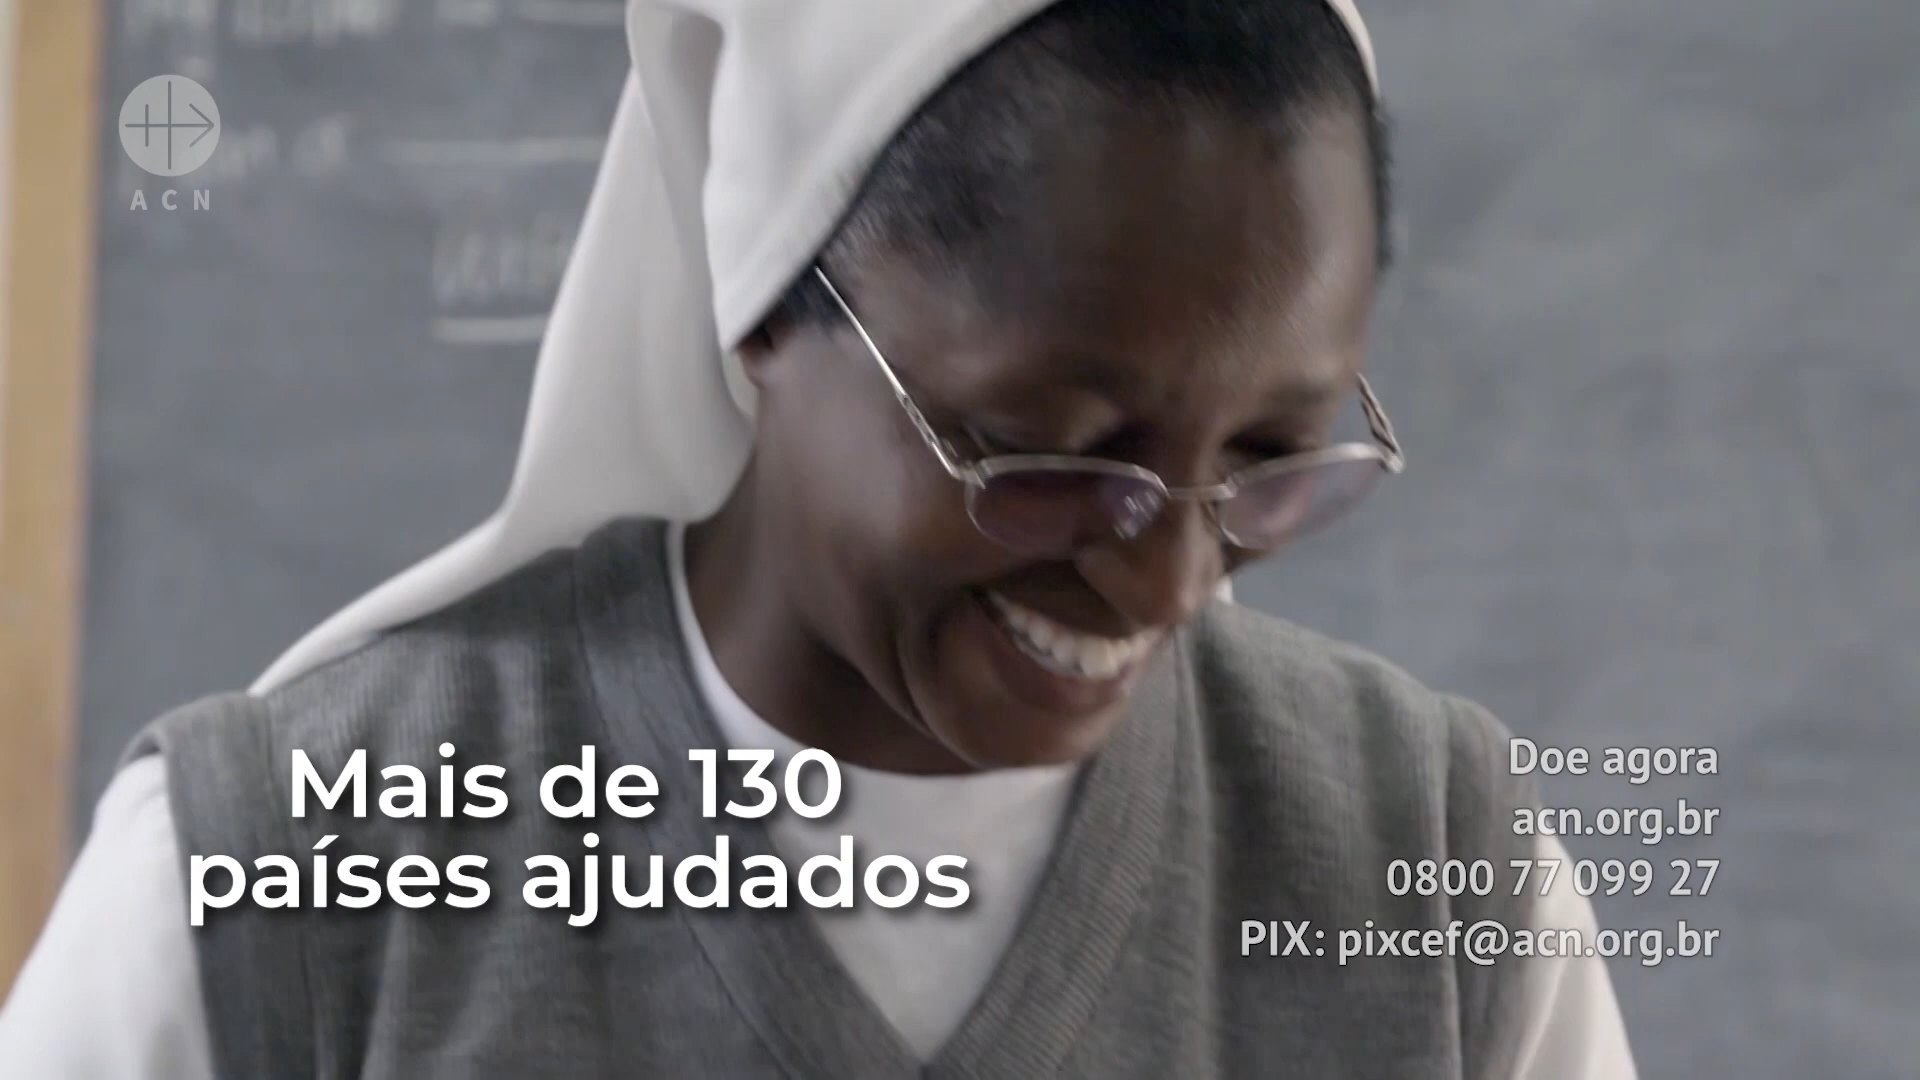 ACN
Mais de 130
países ajudados
Doe agora
acn.org.br
0800 77 099 27
PIX: pixcef@acn.org.br